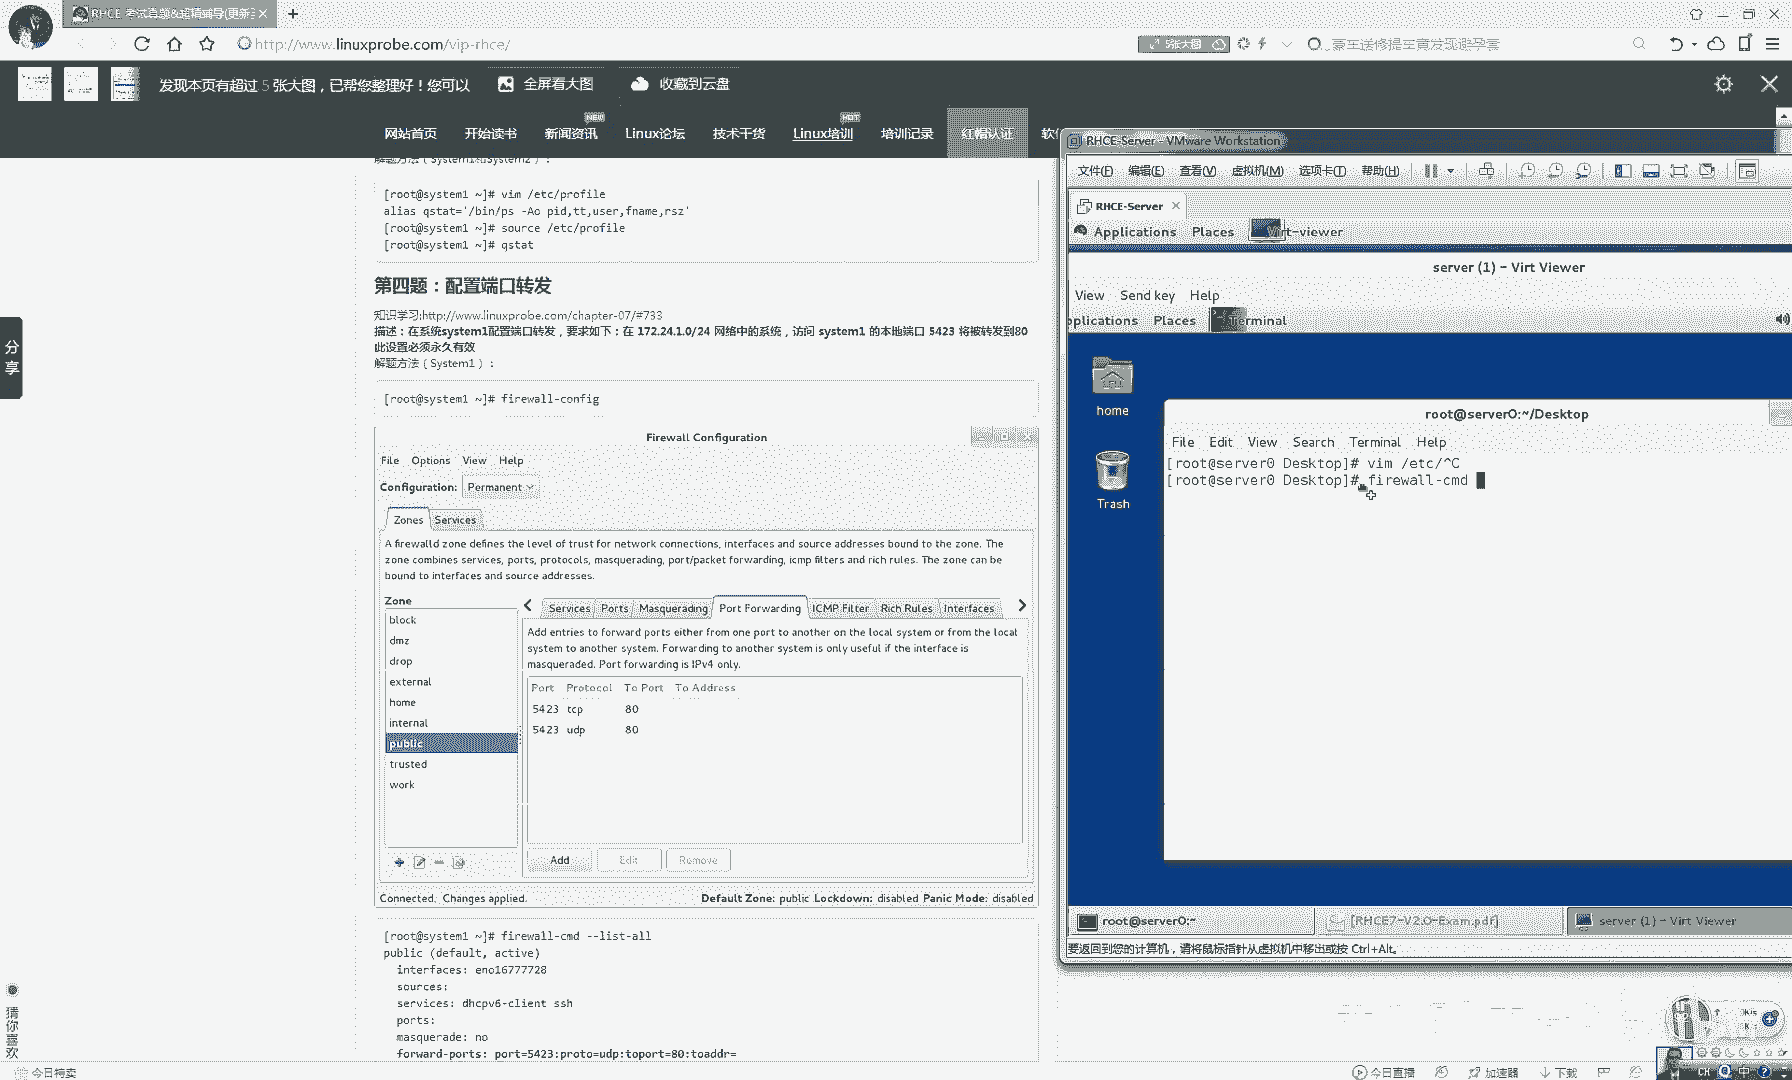 RHCE 考试真题&超精辅导(更新至
http://www.linuxprobe.com/vip-rhce/
5张大图
发现本页有超过 5 张大图，已帮您整理好！您可以
全屏看大图
收藏到云盘
NEW
HOT
网站首页
开始读书
新闻资讯
Linux论坛
技术干货
Linux培训
培训记录
红帽认证
[root@system1 ~]# vim /etc/profile
alias qstat='/bin/ps -Ao pid,tt,user,fname,rsz'
[root@system1 ~]# source /etc/profile
[root@system1 ~]# qstat
第四题：配置端口转发
知识学习:http://www.linuxprobe.com/chapter-07/#733
描述：在系统system1配置端口转发，要求如下：在 172.24.1.0/24 网络中的系统，访问 system1 的本地端口 5423 将被转发到80
此设置必须永久有效
解题方法（System1）：
[root@system1 ~]# firewall-config
Firewall Configuration
File Options View Help
Configuration: Permanent
Zones Services
A firewalld zone defines the level of trust for network connections, interfaces and source addresses bound to the zone. The
zone combines services, ports, protocols, masquerading, port/packet forwarding, icmp filters and rich rules. The zone can be
bound to interfaces and source addresses.
Zone
block
dmz
drop
external
home
internal
public
trusted
work
Services Ports Masquerading Port Forwarding ICMP Filter Rich Rules Interfaces
Add entries to forward ports either from one port to another on the local system or from the local
system to another system. Forwarding to another system is only useful if the interface is
masqueraded. Port forwarding is IPv4 only.
Port Protocol To Port To Address
5423 tcp 80
5423 udp 80
Add Edit Remove
Connected. Changes applied.
Default Zone: public Lockdown: disabled Panic Mode: disabled
[root@system1 ~]# firewall-cmd --list-all
public (default, active)
interfaces: eno16777728
sources:
services: dhcpv6-client ssh
ports:
masquerade: no
forward-ports: port=5423:proto=udp:toport=80:toaddr=
分享
猜你喜欢
今日特卖
RHCE-Server - VMware Workstation
文件(F) 编辑(E) 查看(V) 虚拟机(M) 选项卡(T) 帮助(H)
RHCE-Server
Applications Places Virt-viewer
server (1) – Virt Viewer
View Send key Help
pplications Places Terminal
home
Trash
root@server0:~/Desktop
File Edit View Search Terminal Help
[root@server0 Desktop]# vim /etc/^C
[root@server0 Desktop]# firewall-cmd
root@server0:~
[RHCE7-V2.0-Exam.pdf]
server (1) – Virt Viewer
要返回到您的计算机，请将鼠标指针从虚拟机中移出或按 Ctrl+Alt。
今日直播
加速器
下载
CH
中